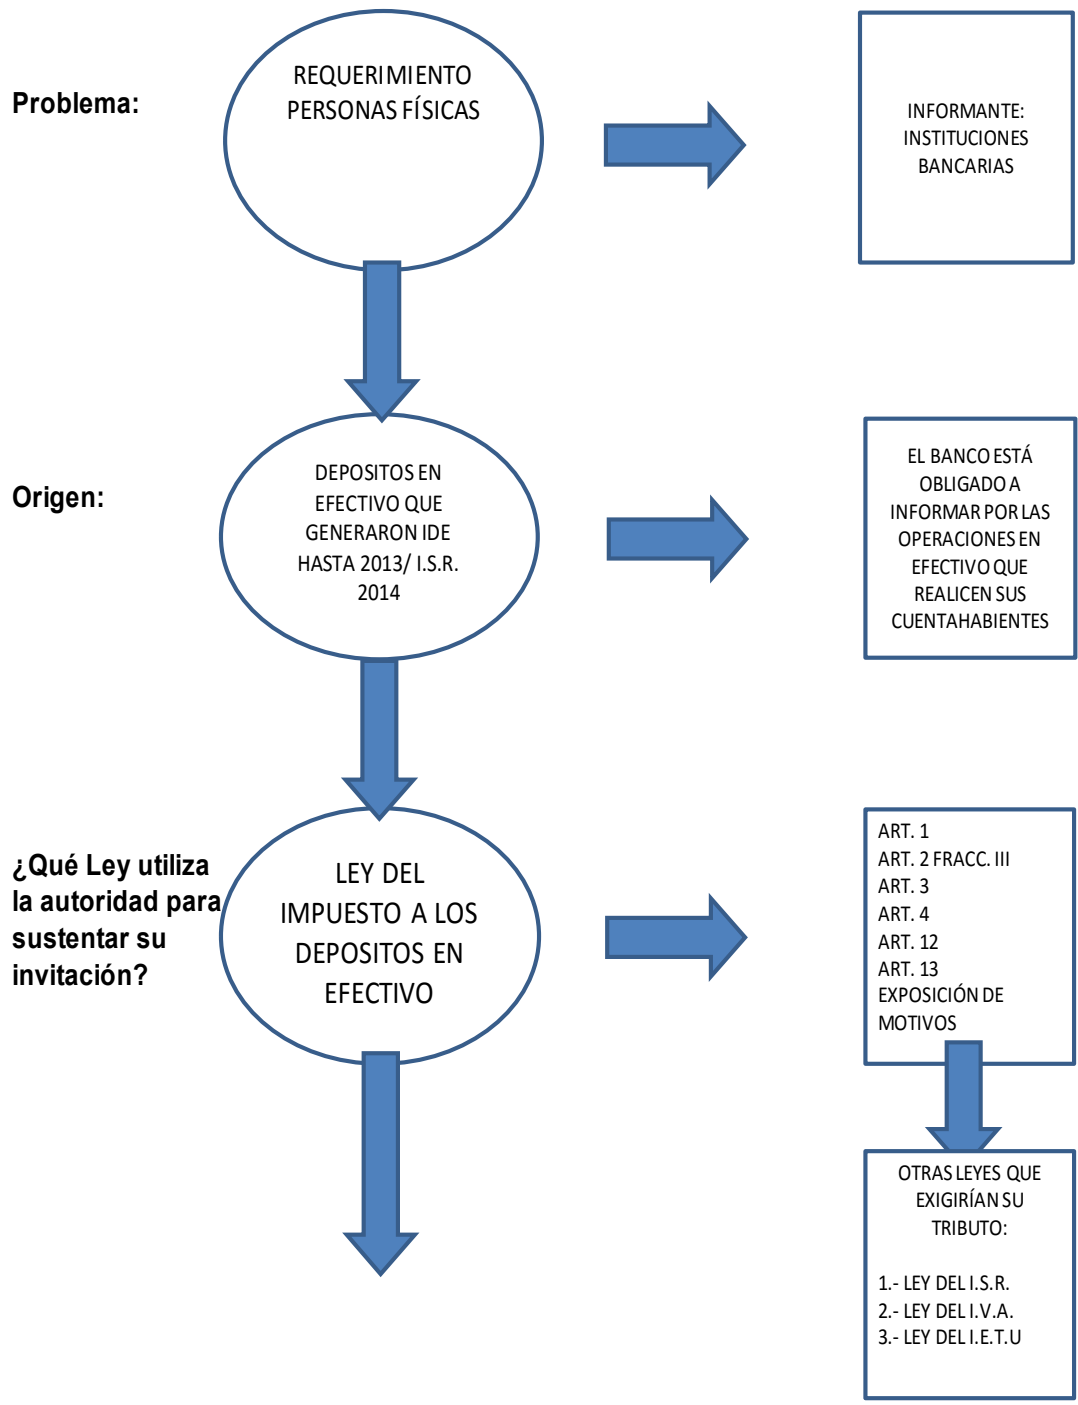 Problema:
REQUERIMIENTO
PERSONAS FÍSICAS
INFORMANTE:
INSTITUCIONES
BANCARIAS
Origen:
DEPOSITOS EN
EFECTIVO QUE
GENERARON IDE
HASTA 2013/ I.S.R.
2014
EL BANCO ESTÁ
OBLIGADO A
INFORMAR POR LAS
OPERACIONES EN
EFECTIVO QUE
REALICEN SUS
CUENTAHABIENTES
¿Qué Ley utiliza
la autoridad para
sustentar su
invitación?
LEY DEL
IMPUESTO A LOS
DEPOSITOS EN
EFECTIVO
ART. 1
ART. 2 FRACC. III
ART. 3
ART. 4
ART. 12
ART. 13
EXPOSICIÓN DE
MOTIVOS
OTRAS LEYES QUE
EXIGIRÍAN SU
TRIBUTO:
1.- LEY DEL I.S.R.
2.- LEY DEL I.V.A.
3.- LEY DEL I.E.T.U